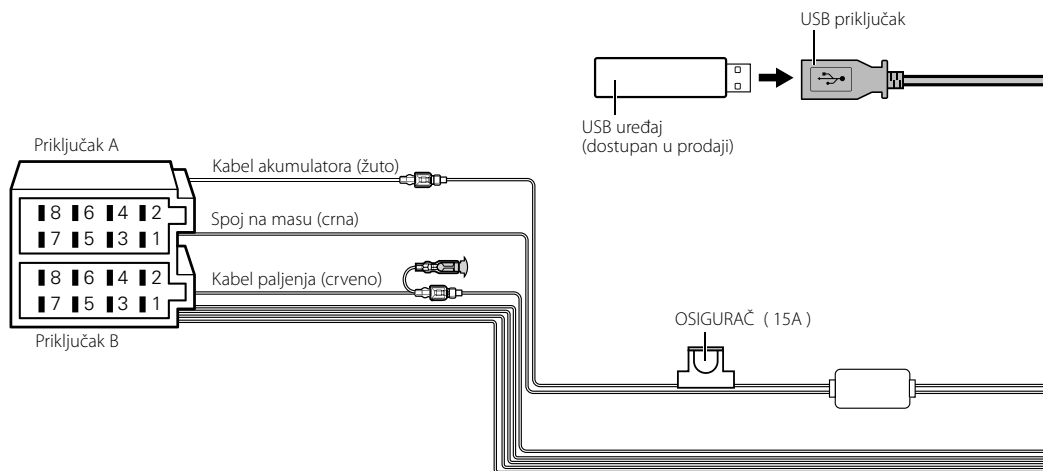 USB priključak
USB uređaj
(dostupan u prodaji)
Priključak A
Kabel akumulatora (žuto)
8 6 4 2
Spoj na masu (crna)
7 5 3 1
8 6 4 2
Kabel paljenja (crveno)
7 5 3 1
OSIGURAČ ( 15A )
Priključak B